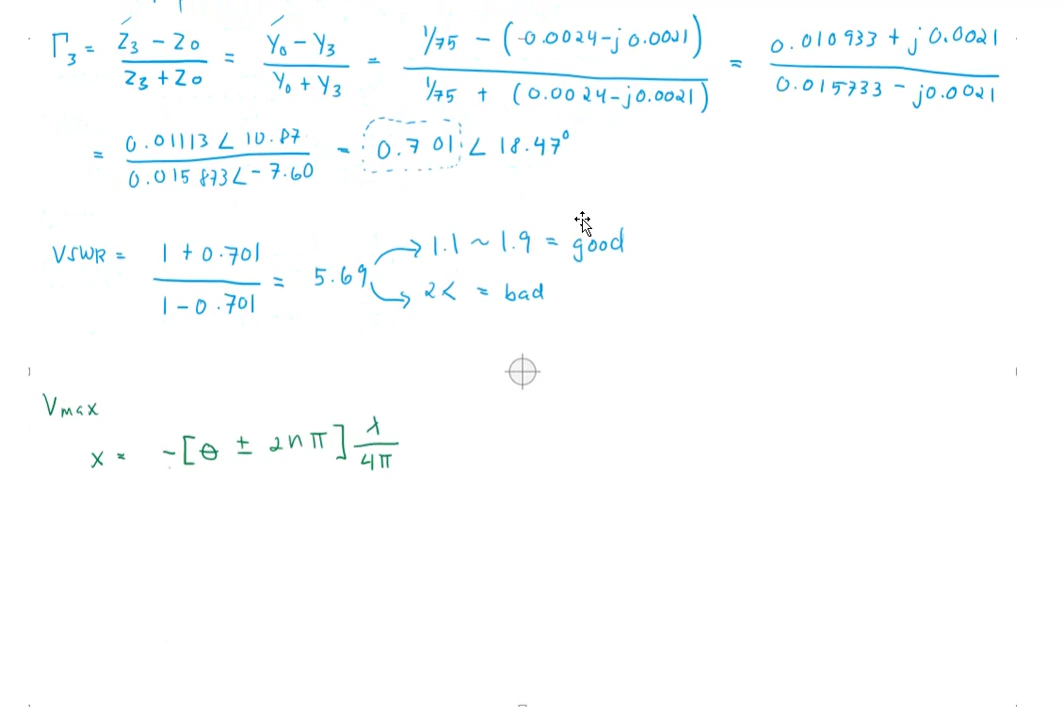 Γ₃ = (Z₃ − Z₀)/(Z₃ + Z₀) = (Y₀ − Y₃)/(Y₀ + Y₃) = (1/75 − (0.0024−j0.0021))/(1/75 + (0.0024−j0.0021)) = (0.010933 + j0.0021)/(0.015733 − j0.0021)
= (0.01113∠10.87)/(0.015873∠−7.60) = 0.701∠18.47°
VSWR = (1 + 0.701)/(1 − 0.701) = 5.69 → 1.1 ~ 1.9 = good
→ 2< = bad
Vmax
x = −[θ ± 2nπ] λ/4π